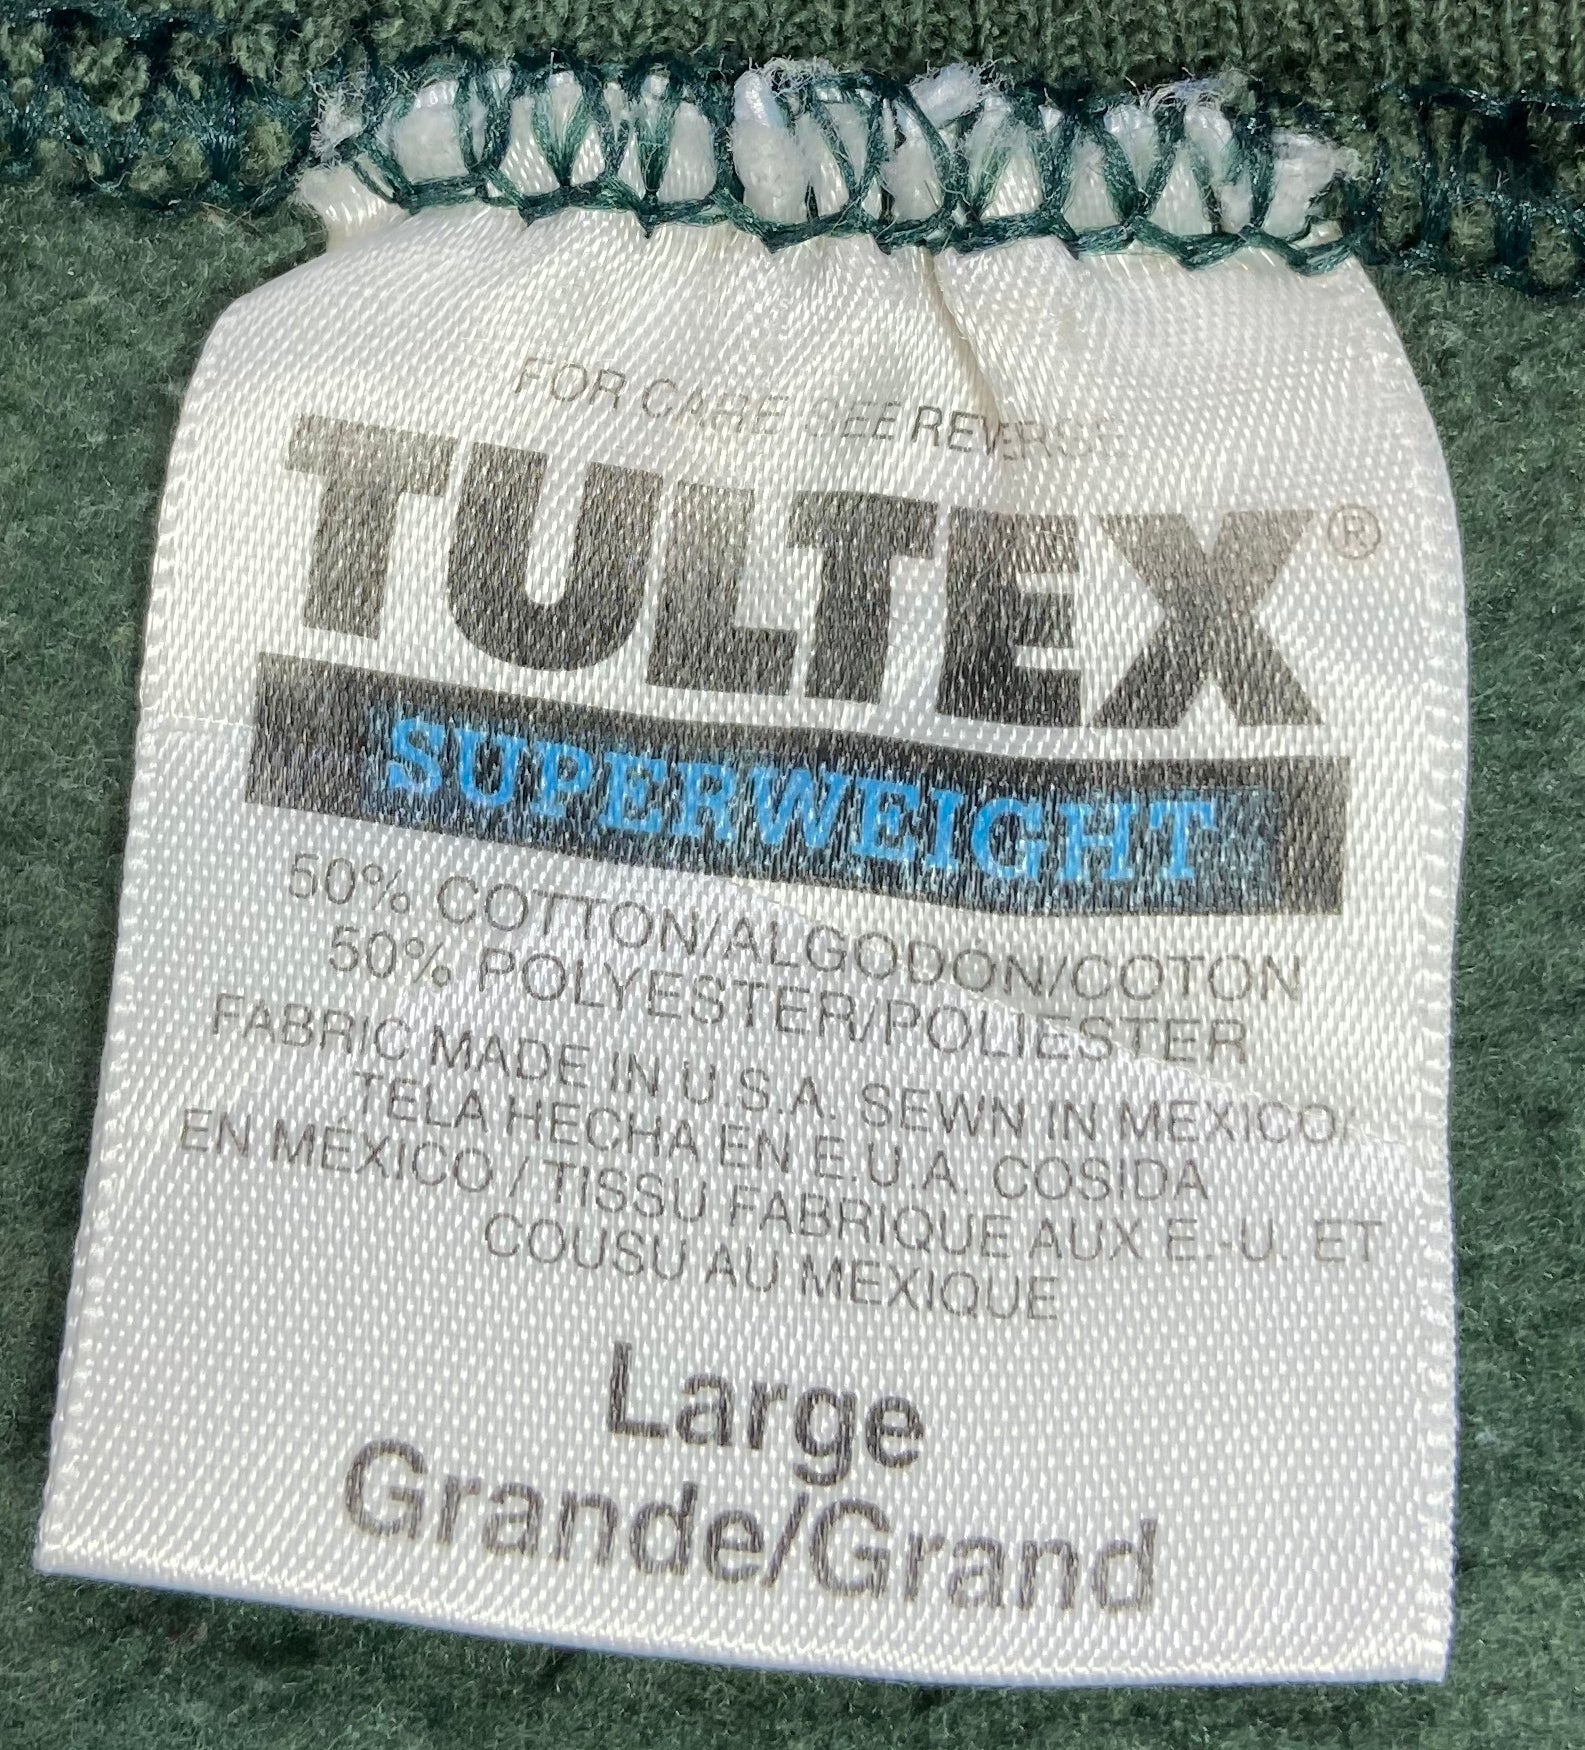 FOR CARE SEE REVERSE
TULTEX®
SUPERWEIGHT
50% COTTON/ALGODON/COTON
50% POLYESTER/POLIESTER
FABRIC MADE IN U.S.A. SEWN IN MEXICO/
TELA HECHA EN E.U.A. COSIDA
EN MÉXICO / TISSU FABRIQUE AUX E.-U. ET
COUSU AU MEXIQUE
Large
Grande/Grand